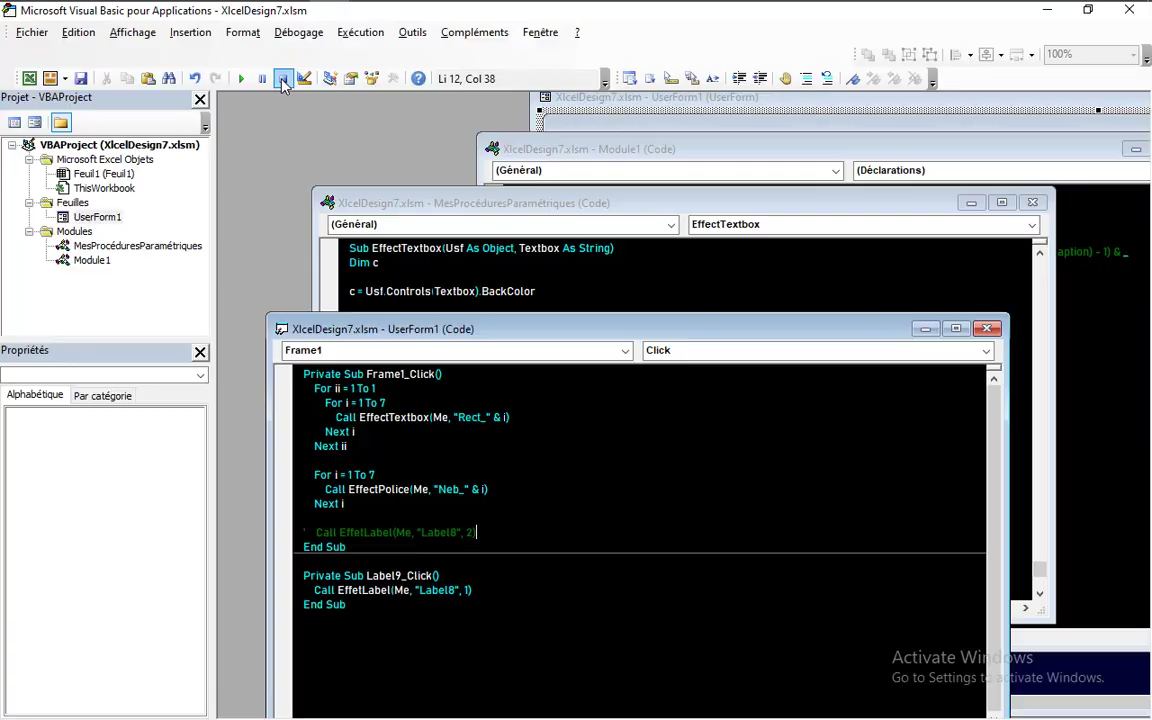 Microsoft Visual Basic pour Applications - XlcelDesign7.xlsm
Fichier Edition Affichage Insertion Format Débogage Exécution Outils Compléments Fenêtre ?
100%
Li 12, Col 38
Projet - VBAProject
VBAProject (XlcelDesign7.xlsm)
Microsoft Excel Objets
Feuil1 (Feuil1)
ThisWorkbook
Feuilles
UserForm1
Modules
MesProcéduresParamétriques
Module1
Propriétés
Alphabétique Par catégorie
XlcelDesign7.xlsm - UserForm1 (UserForm)
XlcelDesign7.xlsm - Module1 (Code)
(Général) (Déclarations)
aption) - 1) & _
XlcelDesign7.xlsm - MesProcéduresParamétriques (Code)
(Général) EffectTextbox
Sub EffectTextbox(Usf As Object, Textbox As String)
Dim c
c = Usf.Controls(Textbox).BackColor
XlcelDesign7.xlsm - UserForm1 (Code)
Frame1 Click
Private Sub Frame1_Click()
For ii = 1 To 1
For i = 1 To 7
Call EffectTextbox(Me, "Rect_" & i)
Next i
Next ii
For i = 1 To 7
Call EffectPolice(Me, "Neb_" & i)
Next i
' Call EffetLabel(Me, "Label8", 2)
End Sub
Private Sub Label9_Click()
Call EffetLabel(Me, "Label8", 1)
End Sub
Activate Windows
Go to Settings to activate Windows.